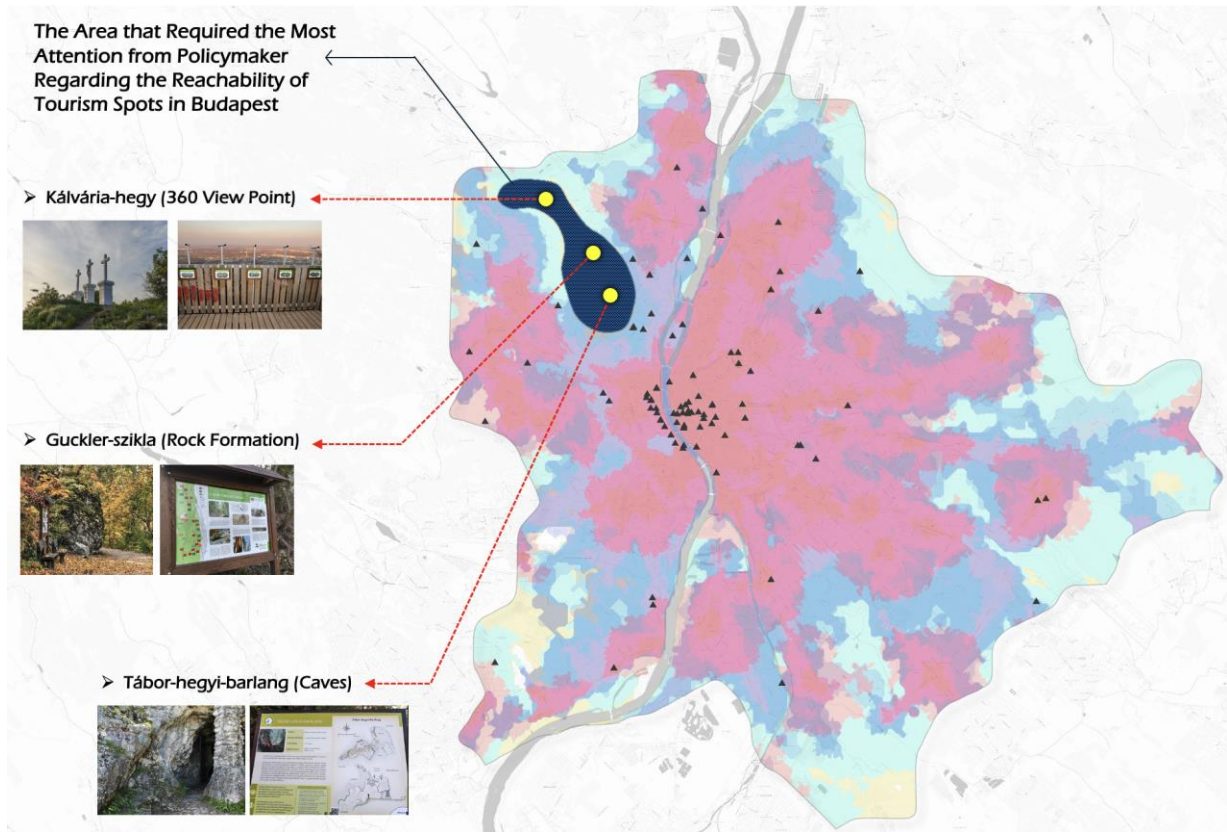 The Area that Required the Most
Attention from Policymaker
Regarding the Reachability of
Tourism Spots in Budapest
➢ Kálvária-hegy (360 View Point)
➢ Guckler-szikla (Rock Formation)
➢ Tábor-hegyi-barlang (Caves)